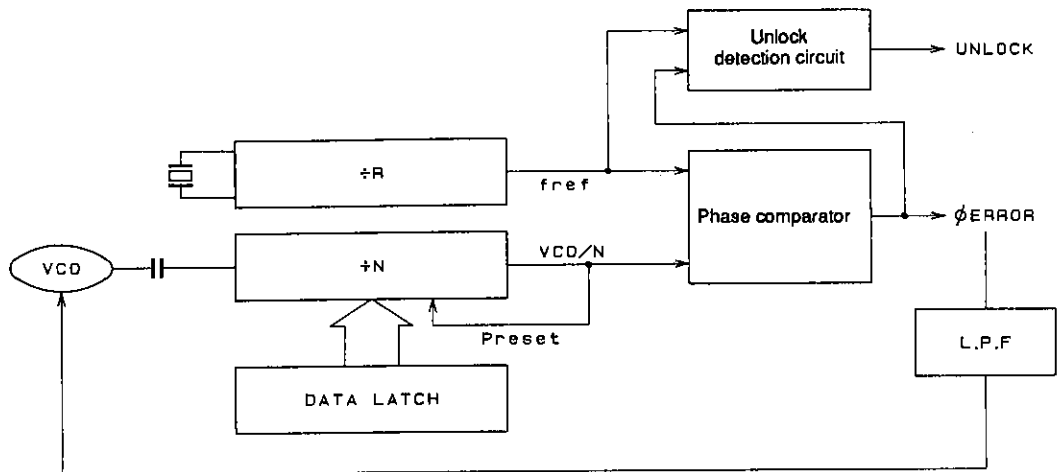 Unlock
detection circuit
UNLOCK
÷R
fref
Phase comparator
φERROR
VCO
÷N
VCO/N
Preset
L.P.F
DATA LATCH